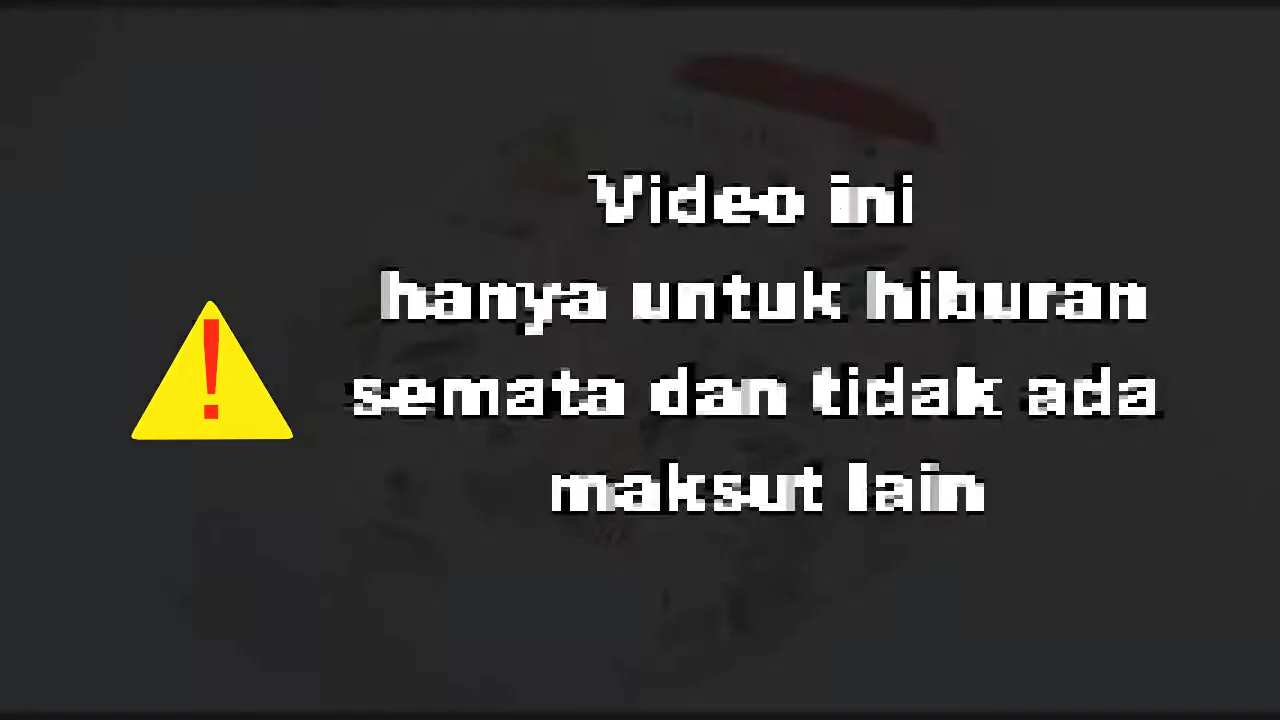 Video ini
hanya untuk hiburan
semata dan tidak ada
maksut lain